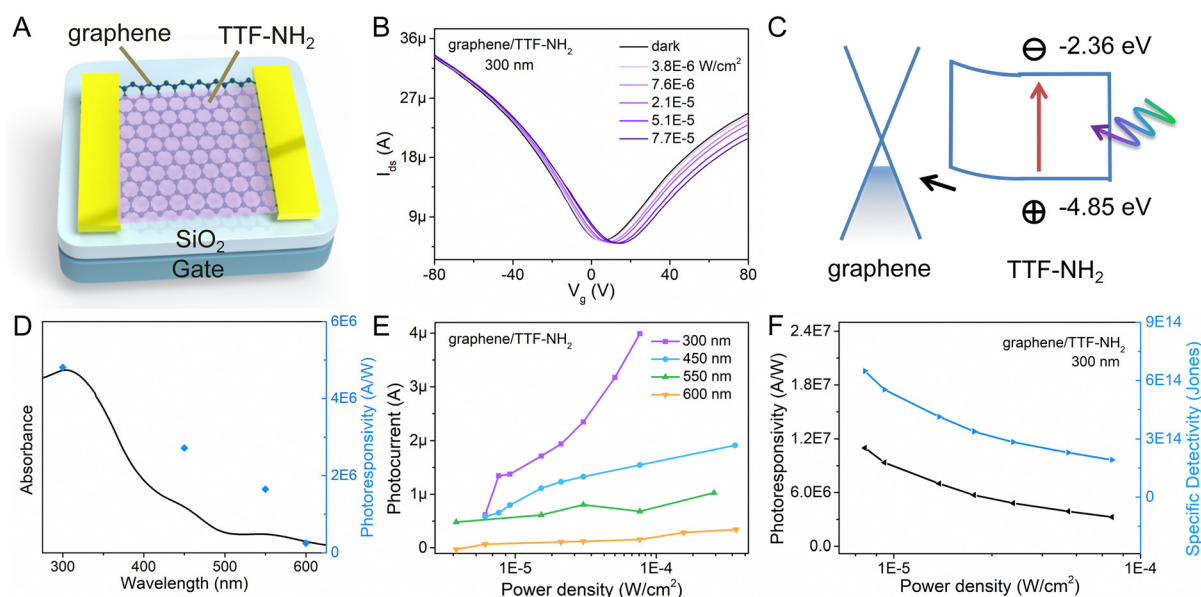 A
graphene
TTF-NH₂
SiO₂
Gate
B
graphene/TTF-NH₂
300 nm
dark
3.8E-6 W/cm²
7.6E-6
2.1E-5
5.1E-5
7.7E-5
36μ
27μ
18μ
9μ
I_ds (A)
-80
-40
0
40
80
V_g (V)
C
⊖ -2.36 eV
⊕ -4.85 eV
graphene
TTF-NH₂
D
Absorbance
300
400
500
600
Wavelength (nm)
6E6
4E6
2E6
0
Photoresponsivity (A/W)
E
graphene/TTF-NH₂
300 nm
450 nm
550 nm
600 nm
4μ
3μ
2μ
1μ
0
Photocurrent (A)
1E-5
1E-4
Power density (W/cm²)
F
graphene/TTF-NH₂
300 nm
2.4E7
1.8E7
1.2E7
6.0E6
0.0
Photoresponsivity (A/W)
1E-5
1E-4
Power density (W/cm²)
9E14
6E14
3E14
0
Specific Detectivity (Jones)